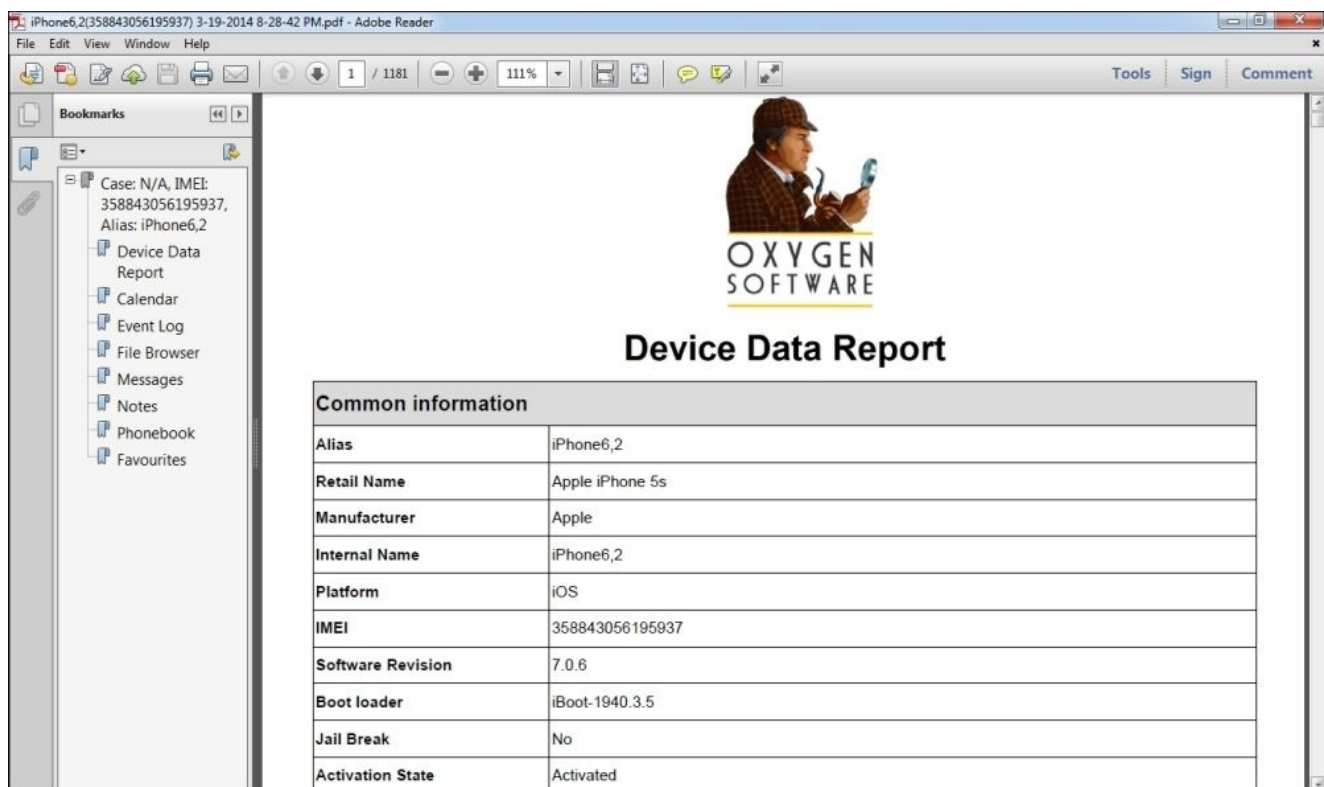 iPhone6,2(358843056195937) 3-19-2014 8-28-42 PM.pdf - Adobe Reader
File Edit View Window Help
1 / 1181 111% Tools Sign Comment
Bookmarks
Case: N/A, IMEI:
358843056195937,
Alias: iPhone6,2
Device Data
Report
Calendar
Event Log
File Browser
Messages
Notes
Phonebook
Favourites
OXYGEN
SOFTWARE
Device Data Report
Common information
Alias iPhone6,2
Retail Name Apple iPhone 5s
Manufacturer Apple
Internal Name iPhone6,2
Platform iOS
IMEI 358843056195937
Software Revision 7.0.6
Boot loader iBoot-1940.3.5
Jail Break No
Activation State Activated